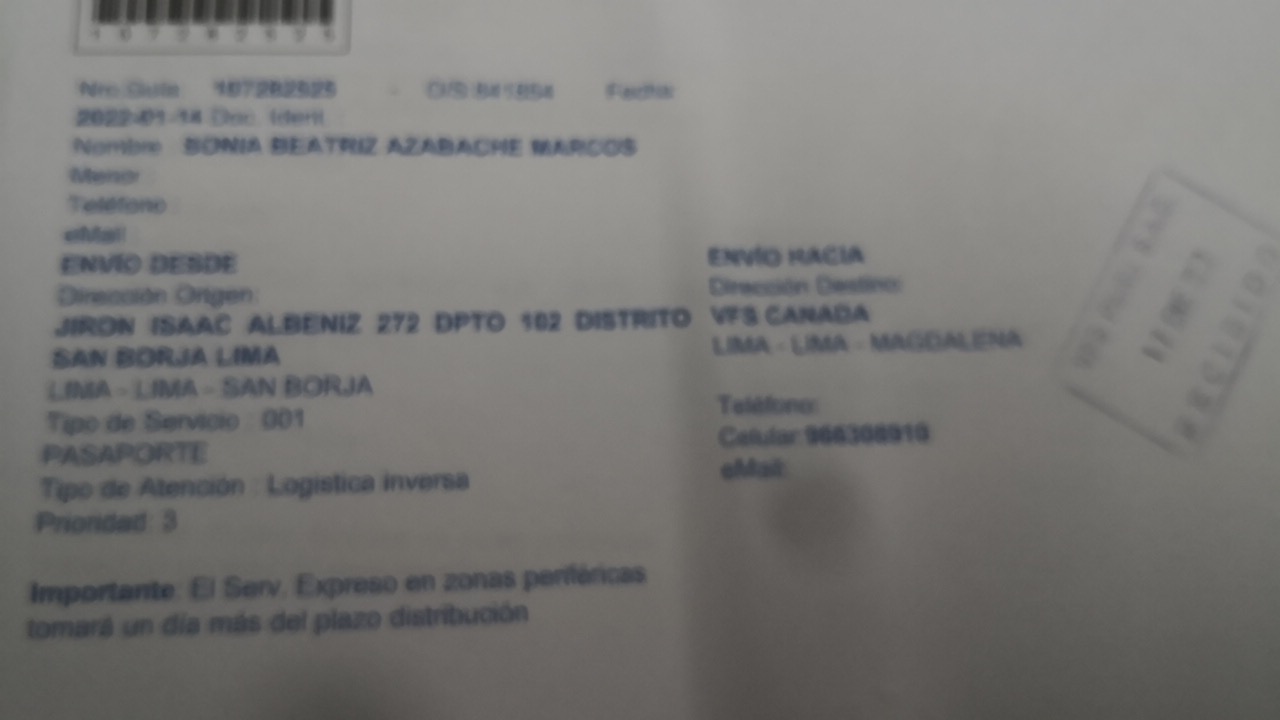 Nro.Guia: 107282525 - O/S:841854 Fecha:
2022-01-14 Doc. Ident.:
Nombre : SONIA BEATRIZ AZABACHE MARCOS
Menor :
Teléfono :
eMail:
ENVÍO DESDE
Dirección Origen:
JIRON ISAAC ALBENIZ 272 DPTO 102 DISTRITO
SAN BORJA LIMA
LIMA - LIMA - SAN BORJA
Tipo de Servicio : 001
PASAPORTE
Tipo de Atención : Logistica inversa
Prioridad: 3
ENVÍO HACIA
Dirección Destino:
VFS CANADA
LIMA - LIMA - MAGDALENA
Teléfono:
Celular:966308910
eMail:
Importante: El Serv. Expreso en zonas periféricas
tomará un día más del plazo distribución